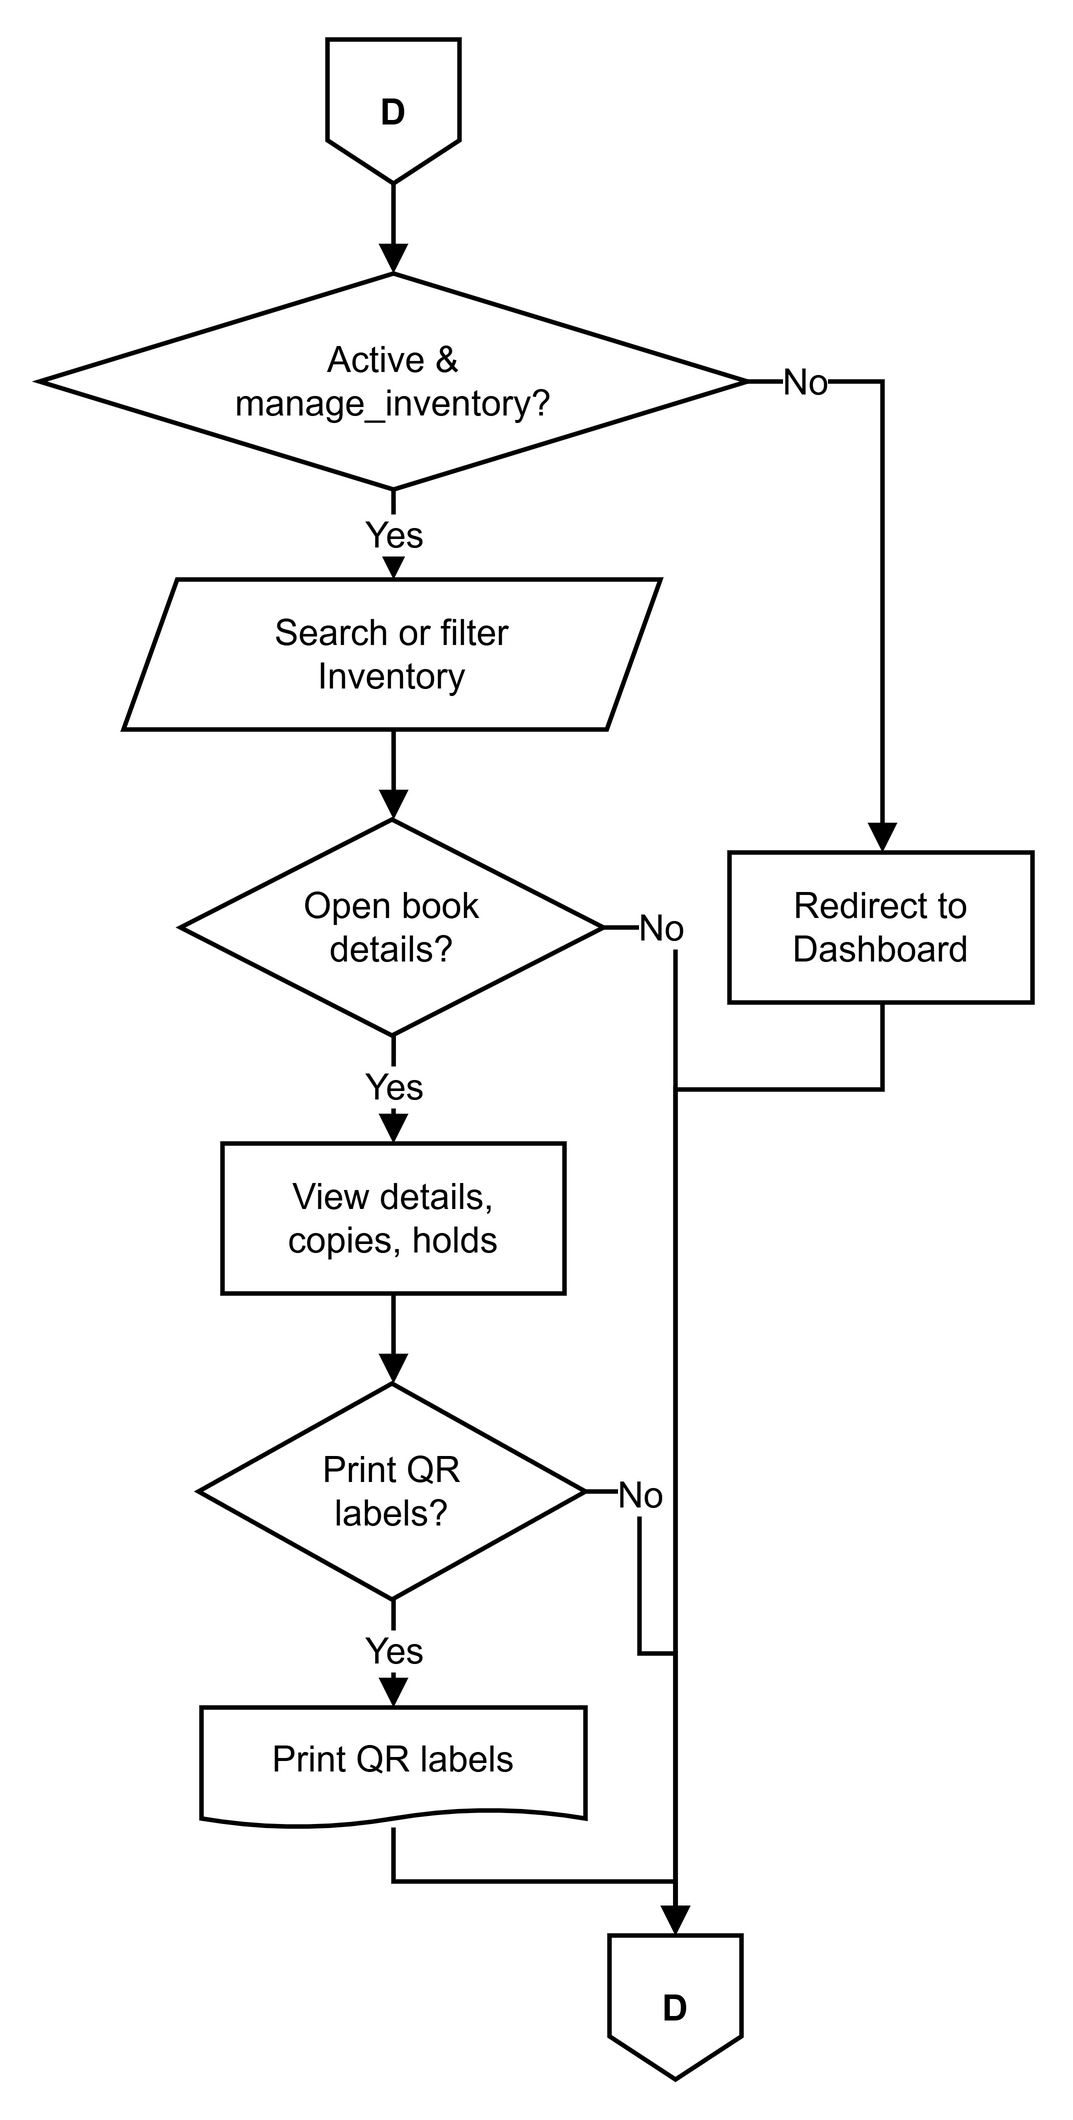 D
Active &
manage_inventory?
No
Yes
Search or filter
Inventory
Open book
details?
No
Redirect to
Dashboard
Yes
View details,
copies, holds
Print QR
labels?
No
Yes
Print QR labels
D